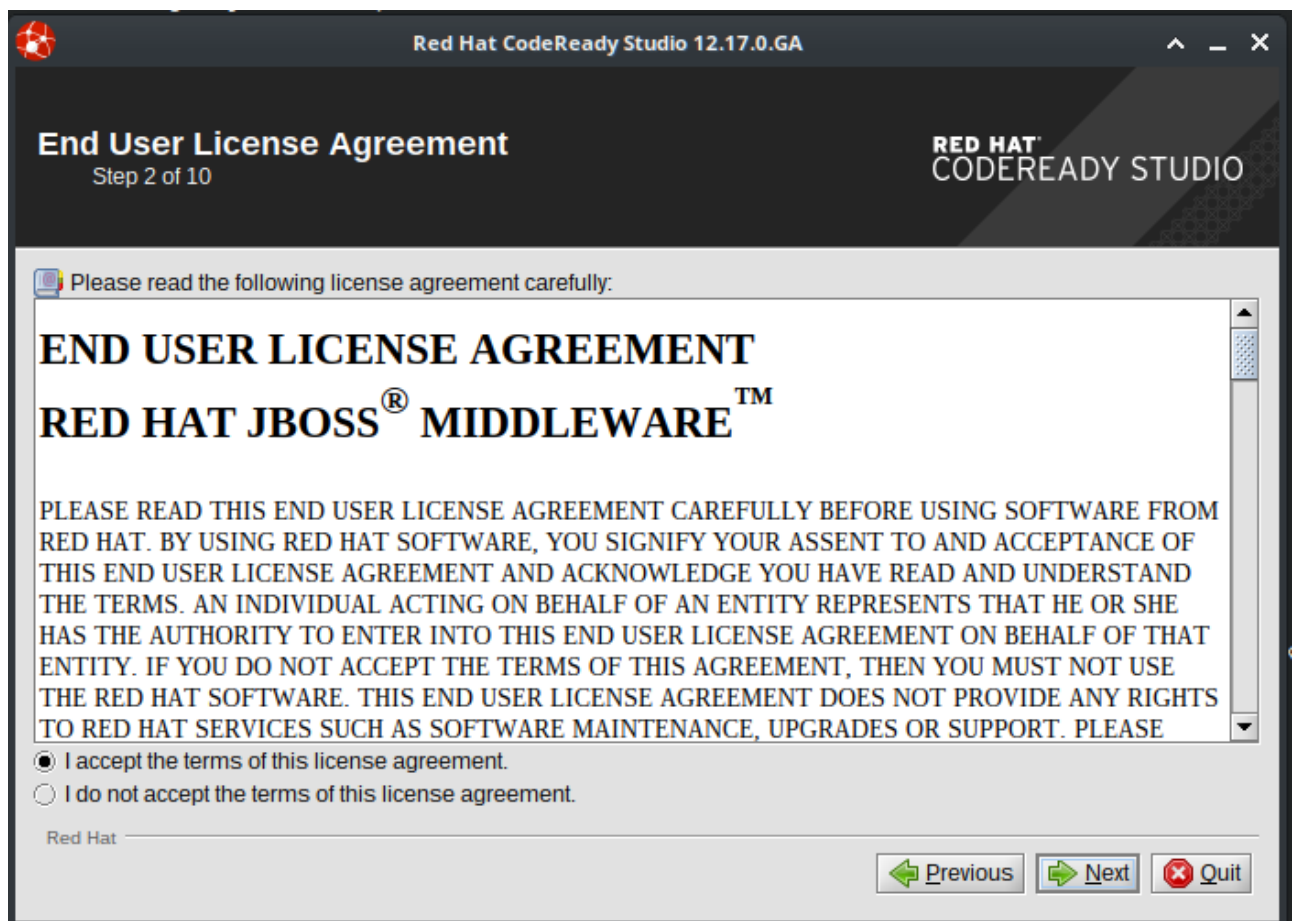 Red Hat CodeReady Studio 12.17.0.GA
End User License Agreement
Step 2 of 10
RED HAT®
CODEREADY STUDIO
Please read the following license agreement carefully:
END USER LICENSE AGREEMENT
RED HAT JBOSS® MIDDLEWARE™
PLEASE READ THIS END USER LICENSE AGREEMENT CAREFULLY BEFORE USING SOFTWARE FROM
RED HAT. BY USING RED HAT SOFTWARE, YOU SIGNIFY YOUR ASSENT TO AND ACCEPTANCE OF
THIS END USER LICENSE AGREEMENT AND ACKNOWLEDGE YOU HAVE READ AND UNDERSTAND
THE TERMS. AN INDIVIDUAL ACTING ON BEHALF OF AN ENTITY REPRESENTS THAT HE OR SHE
HAS THE AUTHORITY TO ENTER INTO THIS END USER LICENSE AGREEMENT ON BEHALF OF THAT
ENTITY. IF YOU DO NOT ACCEPT THE TERMS OF THIS AGREEMENT, THEN YOU MUST NOT USE
THE RED HAT SOFTWARE. THIS END USER LICENSE AGREEMENT DOES NOT PROVIDE ANY RIGHTS
TO RED HAT SERVICES SUCH AS SOFTWARE MAINTENANCE, UPGRADES OR SUPPORT. PLEASE
I accept the terms of this license agreement.
I do not accept the terms of this license agreement.
Red Hat
Previous
Next
Quit